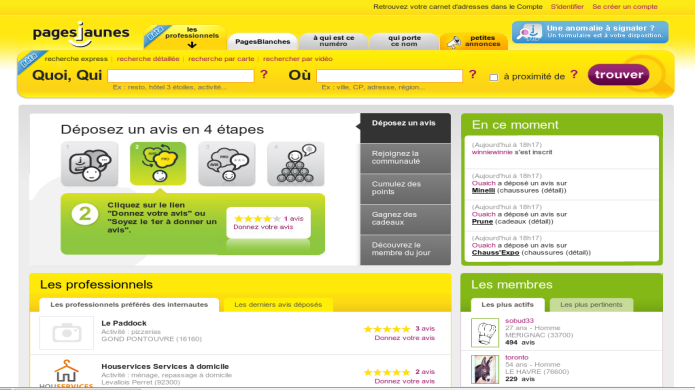 Retrouvez votre carnet d'adresses dans le Compte S'identifier Se créer un compte
pagesjaunes
les professionnels
PagesBlanches
à qui est ce numéro
qui porte ce nom
petites annonces
Une anomalie à signaler ?
Un formulaire est à votre disposition.
recherche express | recherche détaillée | recherche par carte | rechercher par vidéo
Quoi, Qui ? Où ? à proximité de ? trouver
Ex : resto, hôtel 3 étoiles, activité...
Ex : ville, CP, adresse, région...
Déposez un avis en 4 étapes
1 2 3 4
2
Cliquez sur le lien
"Donnez votre avis" ou
"Soyez le 1er à donner un
avis".
1 avis
Donnez votre avis
Déposez un avis
Rejoignez la
communauté
Cumulez des
points
Gagnez des
cadeaux
Découvrez le
membre du jour
En ce moment
(Aujourd'hui à 18h17)
winniewinnie s'est inscrit
(Aujourd'hui à 18h17)
Ouaich a déposé un avis sur
Minelli (chaussures (détail))
(Aujourd'hui à 18h17)
Ouaich a déposé un avis sur
Prune (cadeaux (détail))
(Aujourd'hui à 18h17)
Ouaich a déposé un avis sur
Chauss'Expo (chaussures (détail))
Les professionnels
Les professionnels préférés des internautes
Les derniers avis déposés
Le Paddock
Activité : pizzerias
GOND PONTOUVRE (16160)
3 avis
Donnez votre avis
HOUSERVICES
Houservices Services à domicile
Activité : ménage, repassage à domicile
Levallois Perret (92300)
2 avis
Donnez votre avis
Les membres
Les plus actifs
Les plus pertinents
sobud33
27 ans - Homme
MERIGNAC (33700)
494 avis
toronto
54 ans - Homme
LE HAVRE (76600)
229 avis